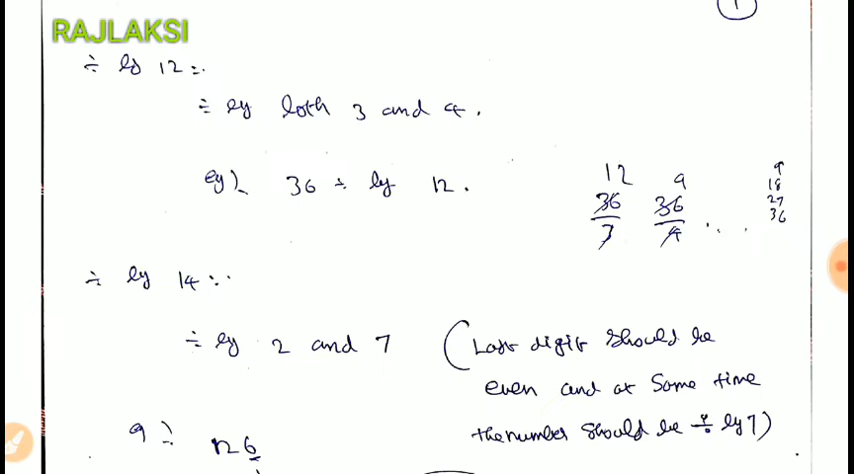 1
RAJLAKSI
÷ by 12:.
÷ by both 3 and 4.
eg). 36 ÷ by 12.
12 9
36/3 36/4 ...
9
18
27
36
÷ by 14:..
÷ by 2 and 7 (Last digit should be
even and at same time
the number should be ÷ by 7)
126